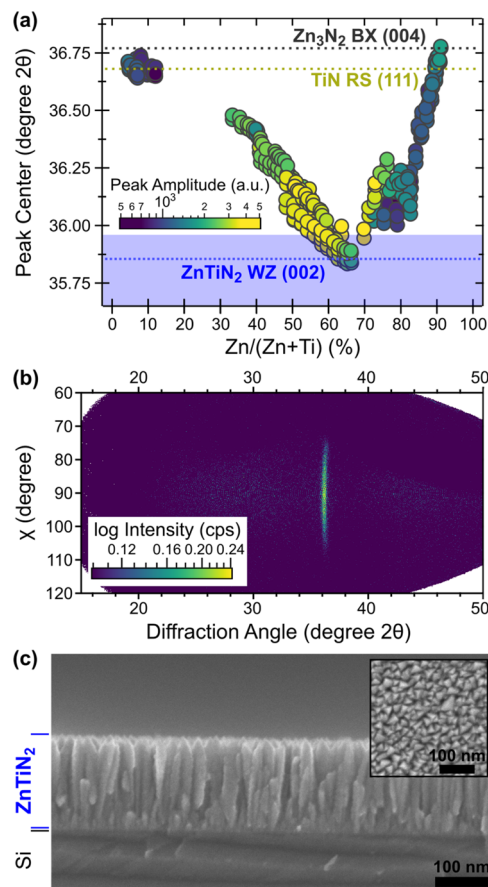 (a)
Zn₃N₂ BX (004)
TiN RS (111)
36.75
36.50
36.25
36.00
35.75
Peak Center (degree 2θ)
Peak Amplitude (a.u.)
5 6 7 10³ 2 3 4 5
ZnTiN₂ WZ (002)
0 10 20 30 40 50 60 70 80 90 100
Zn/(Zn+Ti) (%)
(b)
20 30 40 50
60
70
80
90
100
110
120
χ (degree)
log Intensity (cps)
0.12 0.16 0.20 0.24
20 30 40 50
Diffraction Angle (degree 2θ)
(c)
ZnTiN₂
Si
100 nm
100 nm